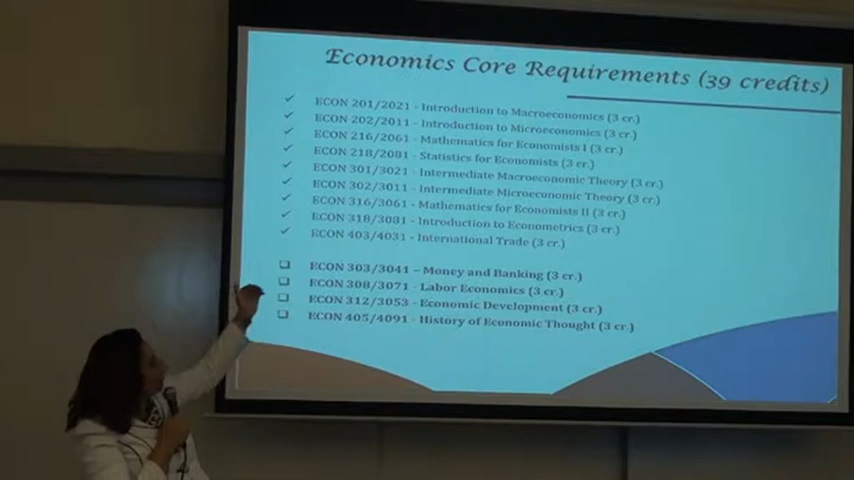 Economics Core Requirements (39 credits)
ECON 201/2021 - Introduction to Macroeconomics (3 cr.)
ECON 202/2011 - Introduction to Microeconomics (3 cr.)
ECON 216/2061 - Mathematics for Economists I (3 cr.)
ECON 218/2081 - Statistics for Economists (3 cr.)
ECON 301/3021 - Intermediate Macroeconomic Theory (3 cr.)
ECON 302/3011 - Intermediate Microeconomic Theory (3 cr.)
ECON 316/3061 - Mathematics for Economists II (3 cr.)
ECON 318/3081 - Introduction to Econometrics (3 cr.)
ECON 403/4031 - International Trade (3 cr.)
ECON 303/3041 – Money and Banking (3 cr.)
ECON 308/3071 - Labor Economics (3 cr.)
ECON 312/3053 - Economic Development (3 cr.)
ECON 405/4091 - History of Economic Thought (3 cr.)